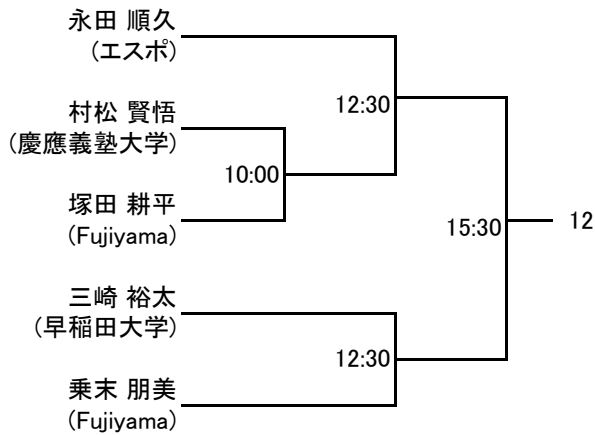 永田 順久
(エスポ)
12:30
村松 賢悟
(慶應義塾大学)
10:00
塚田 耕平
(Fujiyama)
15:30
12
三崎 裕太
(早稲田大学)
12:30
乗末 朋美
(Fujiyama)